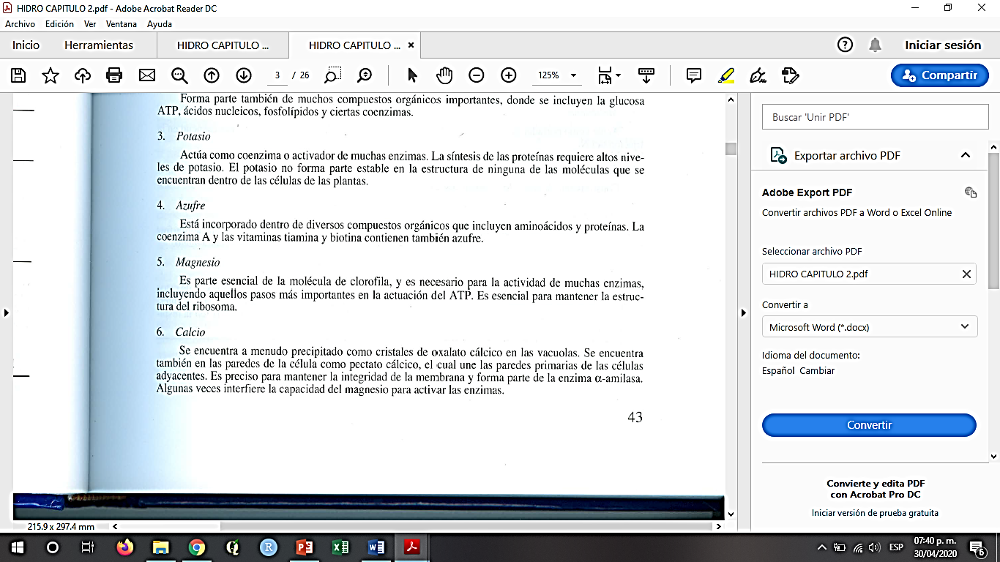 HIDRO CAPITULO 2.pdf - Adobe Acrobat Reader DC
Archivo Edición Ver Ventana Ayuda
Inicio Herramientas HIDRO CAPITULO ... HIDRO CAPITULO ... × Iniciar sesión
3 / 26 125% Compartir
Forma parte también de muchos compuestos orgánicos importantes, donde se incluyen la glucosa
ATP, ácidos nucleicos, fosfolípidos y ciertas coenzimas.
3. Potasio
Actúa como coenzima o activador de muchas enzimas. La síntesis de las proteínas requiere altos nive-
les de potasio. El potasio no forma parte estable en la estructura de ninguna de las moléculas que se
encuentran dentro de las células de las plantas.
4. Azufre
Está incorporado dentro de diversos compuestos orgánicos que incluyen aminoácidos y proteínas. La
coenzima A y las vitaminas tiamina y biotina contienen también azufre.
5. Magnesio
Es parte esencial de la molécula de clorofila, y es necesario para la actividad de muchas enzimas,
incluyendo aquellos pasos más importantes en la actuación del ATP. Es esencial para mantener la estruc-
tura del ribosoma.
6. Calcio
Se encuentra a menudo precipitado como cristales de oxalato cálcico en las vacuolas. Se encuentra
también en las paredes de la célula como pectato cálcico, el cual une las paredes primarias de las células
adyacentes. Es preciso para mantener la integridad de la membrana y forma parte de la enzima α-amilasa.
Algunas veces interfiere la capacidad del magnesio para activar las enzimas.
43
215.9 x 297.4 mm
Buscar 'Unir PDF'
Exportar archivo PDF
Adobe Export PDF
Convertir archivos PDF a Word o Excel Online
Seleccionar archivo PDF
HIDRO CAPITULO 2.pdf
Convertir a
Microsoft Word (*.docx)
Idioma del documento:
Español Cambiar
Convertir
Convierte y edita PDF
con Acrobat Pro DC
Iniciar versión de prueba gratuita
ESP
07:40 p. m.
30/04/2020
6